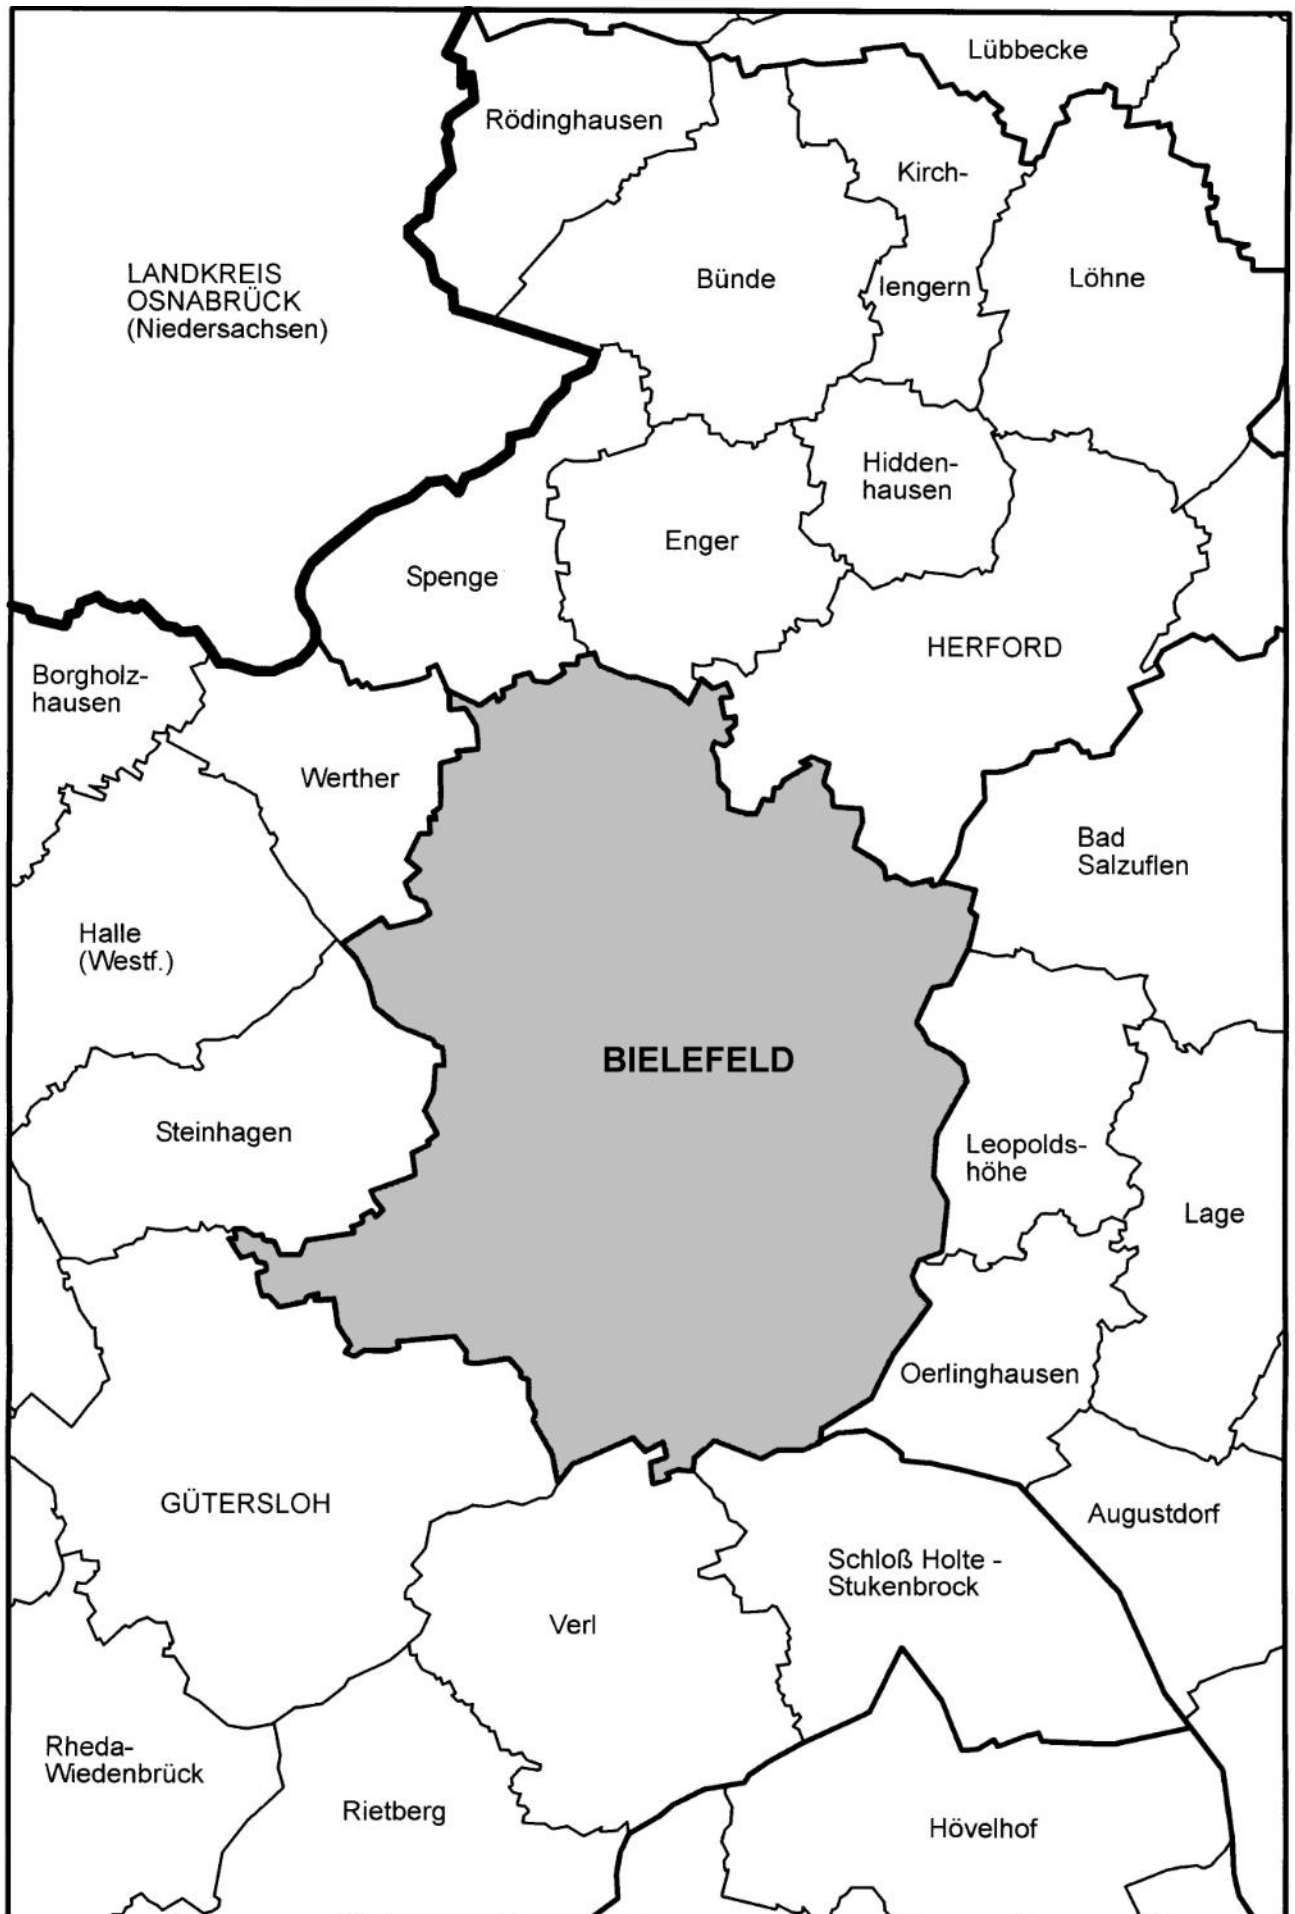 Lübbecke
Rödinghausen
Kirch-
lengern
LANDKREIS
OSNABRÜCK
(Niedersachsen)
Bünde
Löhne
Hidden-
hausen
Enger
Spenge
HERFORD
Borgholz-
hausen
Werther
Bad
Salzuflen
Halle
(Westf.)
BIELEFELD
Steinhagen
Leopolds-
höhe
Lage
Oerlinghausen
GÜTERSLOH
Augustdorf
Schloß Holte -
Stukenbrock
Verl
Rheda-
Wiedenbrück
Rietberg
Hövelhof